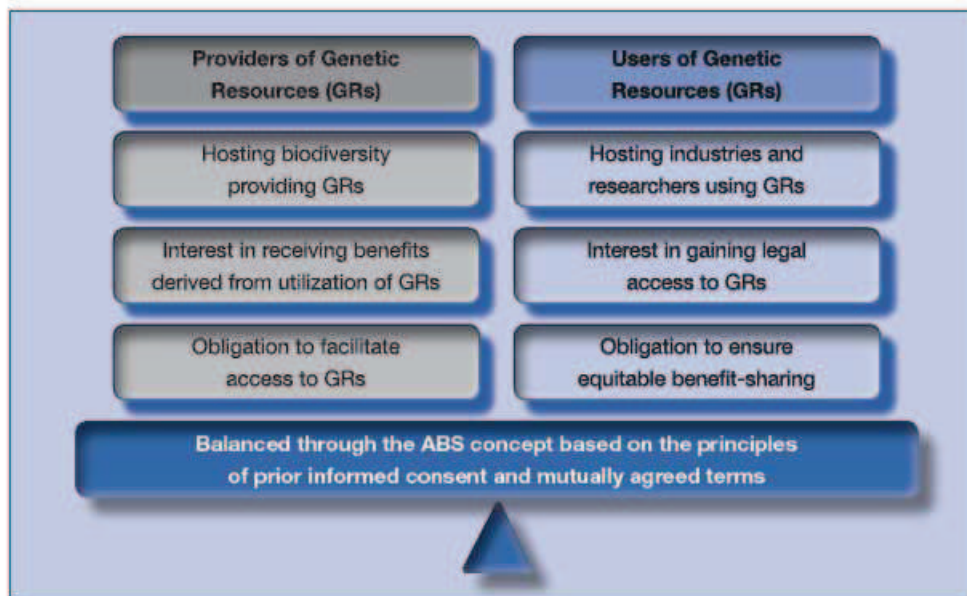 Providers of Genetic
Resources (GRs)
Users of Genetic
Resources (GRs)
Hosting biodiversity
providing GRs
Hosting industries and
researchers using GRs
Interest in receiving benefits
derived from utilization of GRs
Interest in gaining legal
access to GRs
Obligation to facilitate
access to GRs
Obligation to ensure
equitable benefit-sharing
Balanced through the ABS concept based on the principles
of prior informed consent and mutually agreed terms